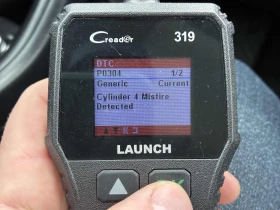 Creader 319
DTC
P0304 1/2
Generic Current
Cylinder 4 Misfire
Detected
LAUNCH